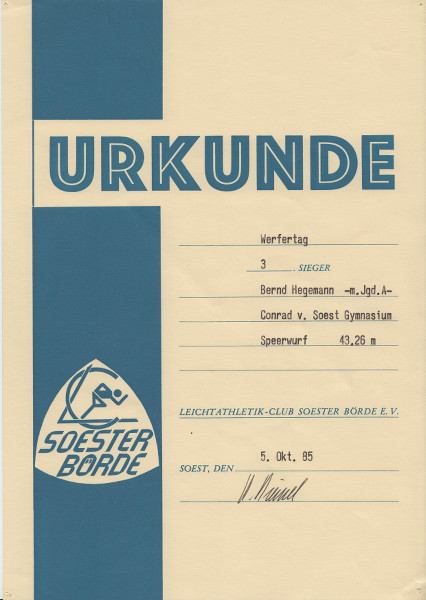 URKUNDE
Werfertag
3. SIEGER
Bernd Hegemann -m.Jgd.A-
Conrad v. Soest Gymnasium
Speerwurf 43.26 m
LEICHTATHLETIK-CLUB SOESTER BÖRDE E.V.
SOEST, DEN 5. Okt. 85
LC
SOESTER
BÖRDE